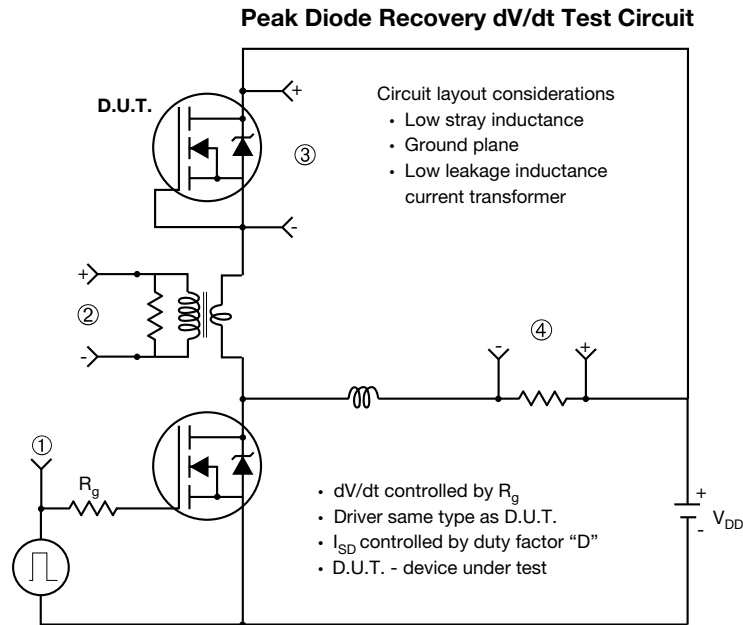 Peak Diode Recovery dV/dt Test Circuit
D.U.T.
+
Circuit layout considerations
• Low stray inductance
• Ground plane
• Low leakage inductance
current transformer
③
-
+
②
-
-
④
+
①
Rg
• dV/dt controlled by Rg
• Driver same type as D.U.T.
• ISD controlled by duty factor “D”
• D.U.T. - device under test
+
VDD
-